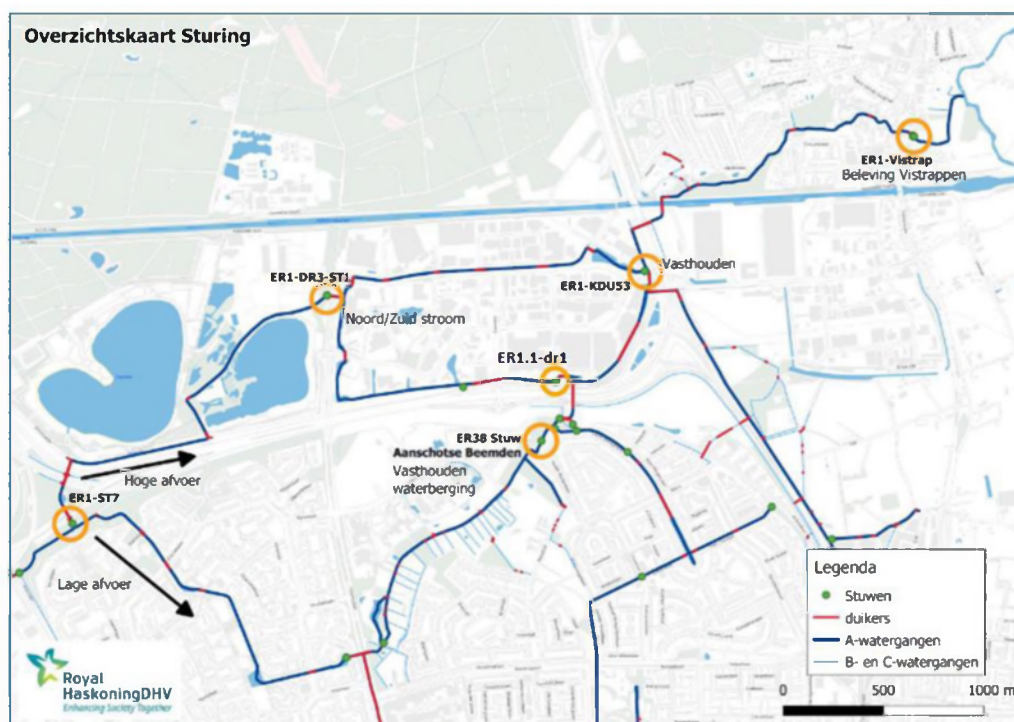 Overzichtskaart Sturing
ER1-Vistrap
Beleving Vistrappen
Vasthouden
ER1-KDU53
ER1-DR3-ST1
Noord/Zuid stroom
ER1.1-dr1
ER38 Stuw
Aanschotse Beemden
Vasthouden
waterberging
Hoge afvoer
ER1-ST7
Lage afvoer
Legenda
Stuwen
duikers
A-watergangen
B- en C-watergangen
Royal
HaskoningDHV
Enhancing Society Together
0 500 1000 m